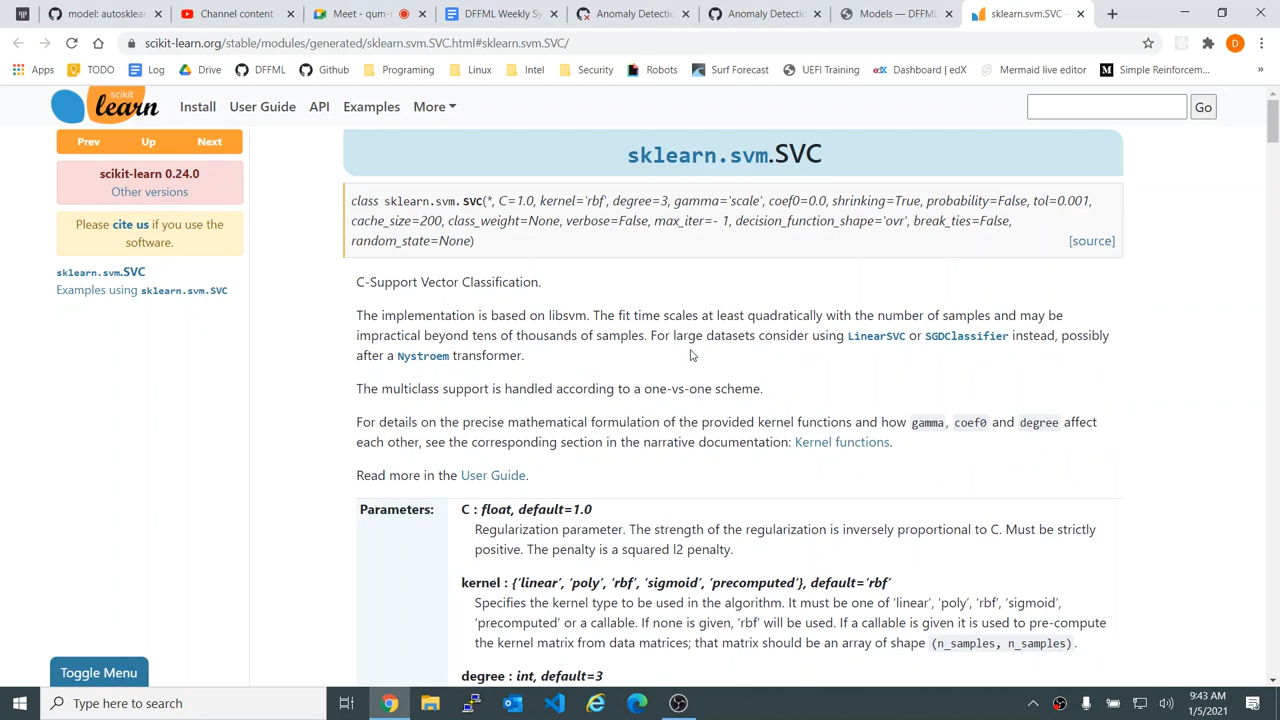 model: autosklea
Channel content -
Meet - qum-
DFFML Weekly Sy
Anomaly Detectio
Anomaly Detectio
Models — DFFML
sklearn.svm.SVC -
scikit-learn.org/stable/modules/generated/sklearn.svm.SVC.html#sklearn.svm.SVC/
D
Apps TODO Log Drive DFFML Github Programing Linux Intel Security Robots Surf Forecast UEFI Training edX Dashboard | edX Mermaid live editor M Simple Reinforcem... »
scikit
learn
Install User Guide API Examples More Go
Prev Up Next
scikit-learn 0.24.0
Other versions
Please cite us if you use the
software.
sklearn.svm.SVC
Examples using sklearn.svm.SVC
sklearn.svm.SVC
class sklearn.svm.SVC(*, C=1.0, kernel='rbf', degree=3, gamma='scale', coef0=0.0, shrinking=True, probability=False, tol=0.001,
cache_size=200, class_weight=None, verbose=False, max_iter=- 1, decision_function_shape='ovr', break_ties=False,
random_state=None) [source]
C-Support Vector Classification.
The implementation is based on libsvm. The fit time scales at least quadratically with the number of samples and may be
impractical beyond tens of thousands of samples. For large datasets consider using LinearSVC or SGDClassifier instead, possibly
after a Nystroem transformer.
The multiclass support is handled according to a one-vs-one scheme.
For details on the precise mathematical formulation of the provided kernel functions and how gamma, coef0 and degree affect
each other, see the corresponding section in the narrative documentation: Kernel functions.
Read more in the User Guide.
Parameters: C : float, default=1.0
Regularization parameter. The strength of the regularization is inversely proportional to C. Must be strictly
positive. The penalty is a squared l2 penalty.
kernel : {'linear', 'poly', 'rbf', 'sigmoid', 'precomputed'}, default='rbf'
Specifies the kernel type to be used in the algorithm. It must be one of 'linear', 'poly', 'rbf', 'sigmoid',
'precomputed' or a callable. If none is given, 'rbf' will be used. If a callable is given it is used to pre-compute
the kernel matrix from data matrices; that matrix should be an array of shape (n_samples, n_samples).
degree : int, default=3
Toggle Menu
Type here to search
9:43 AM
1/5/2021